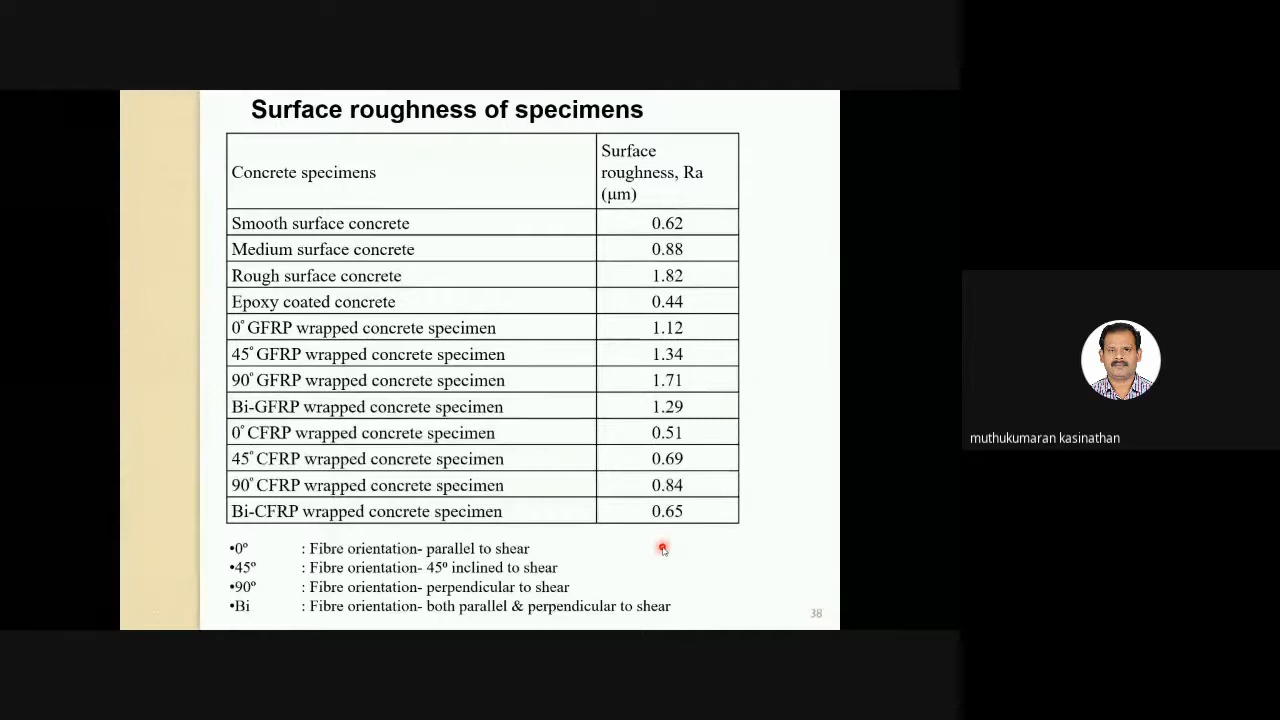 Surface roughness of specimens
Concrete specimens
Surface
roughness, Ra
(µm)
Smooth surface concrete 0.62
Medium surface concrete 0.88
Rough surface concrete 1.82
Epoxy coated concrete 0.44
0° GFRP wrapped concrete specimen 1.12
45° GFRP wrapped concrete specimen 1.34
90° GFRP wrapped concrete specimen 1.71
Bi-GFRP wrapped concrete specimen 1.29
0° CFRP wrapped concrete specimen 0.51
45° CFRP wrapped concrete specimen 0.69
90° CFRP wrapped concrete specimen 0.84
Bi-CFRP wrapped concrete specimen 0.65
•0º : Fibre orientation- parallel to shear
•45º : Fibre orientation- 45º inclined to shear
•90º : Fibre orientation- perpendicular to shear
•Bi : Fibre orientation- both parallel & perpendicular to shear
38
muthukumaran kasinathan